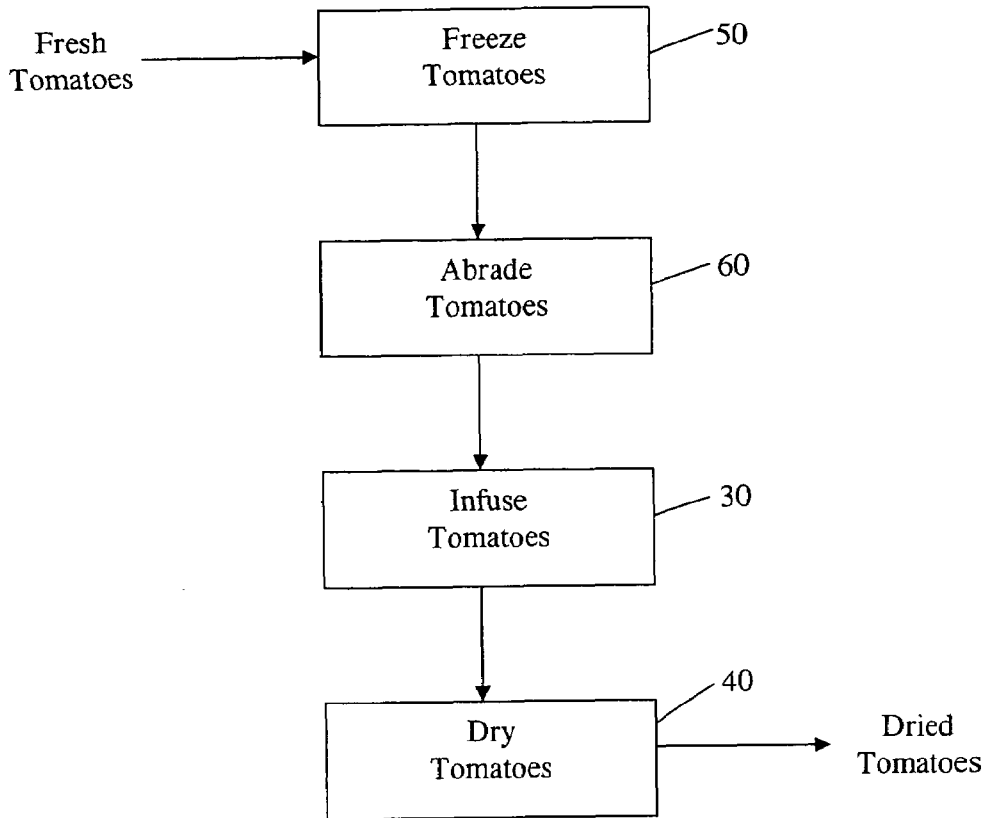 Fresh
Tomatoes
Freeze
Tomatoes
50
Abrade
Tomatoes
60
Infuse
Tomatoes
30
Dry
Tomatoes
40
Dried
Tomatoes